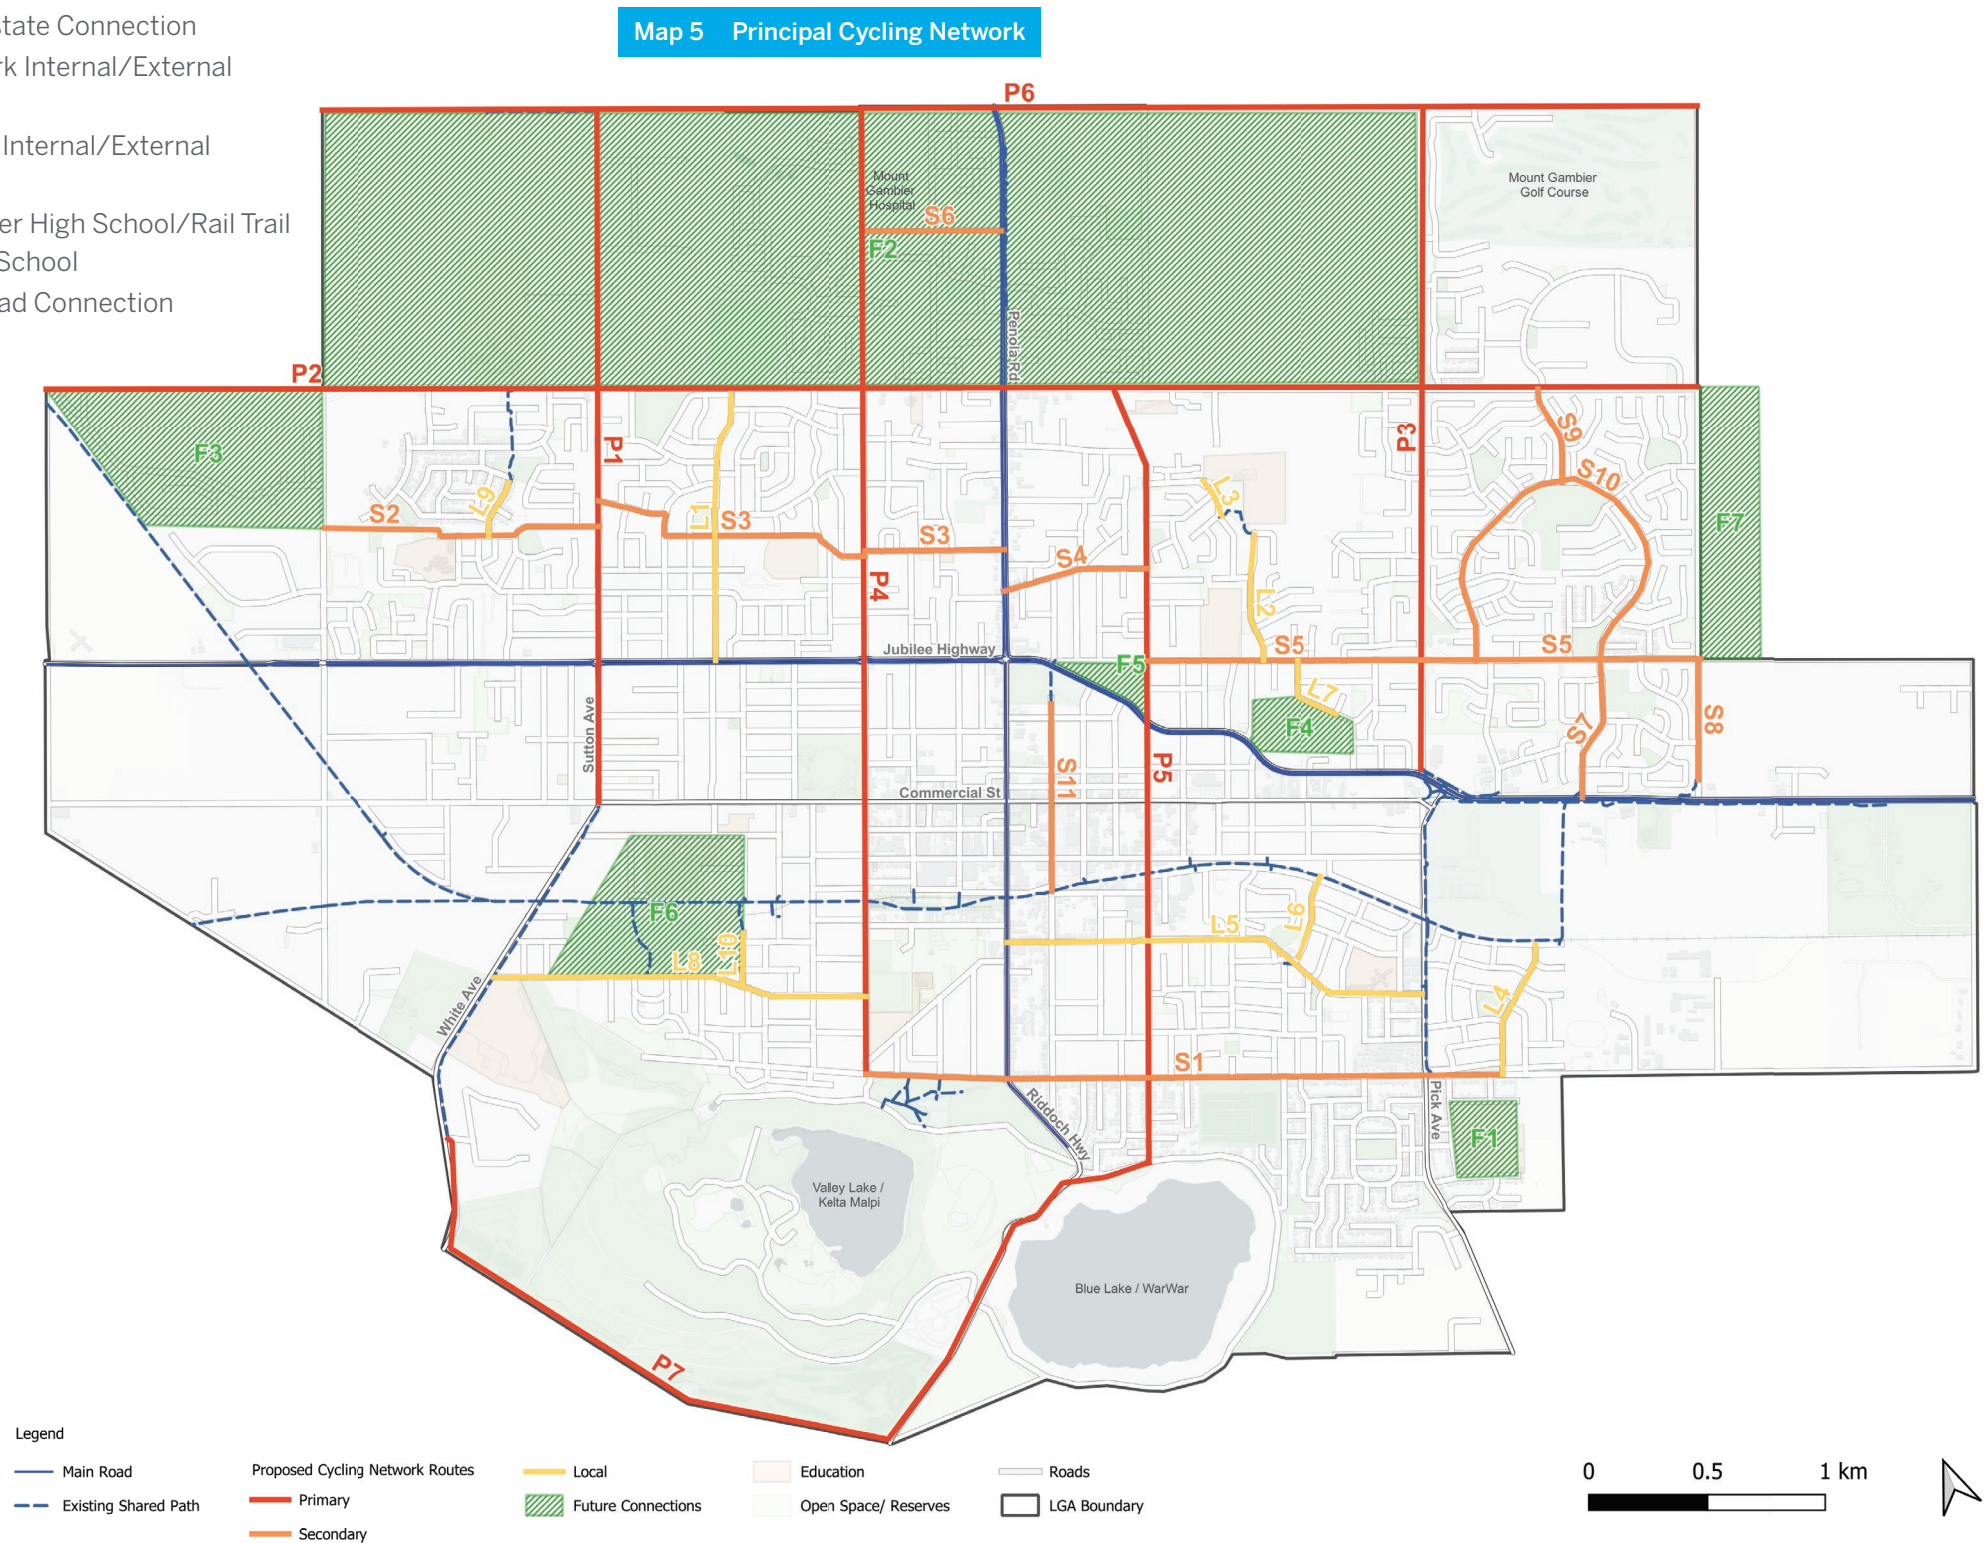 state Connection
rk Internal/External
Internal/External
er High School/Rail Trail
School
ad Connection
Map 5 Principal Cycling Network
P6
Mount
Gambier
Hospital
Mount Gambier
Golf Course
S6
F2
Penola Rd
P2
F3
P1
P3
S9
S10
L9
S2
L1
S3
S3
L3
F7
S4
P4
L2
Jubilee Highway
S5
S5
F5
L7
F4
S7
S8
Sutton Ave
P5
S11
Commercial St
F6
L10
L8
L5
L6
White Ave
L4
S1
Riddoch Hwy
Pick Ave
F1
Valley Lake /
Kelta Malpi
Blue Lake / WarWar
P7
Legend
Main Road
Existing Shared Path
Proposed Cycling Network Routes
Primary
Secondary
Local
Future Connections
Education
Open Space/ Reserves
Roads
LGA Boundary
0 0.5 1 km